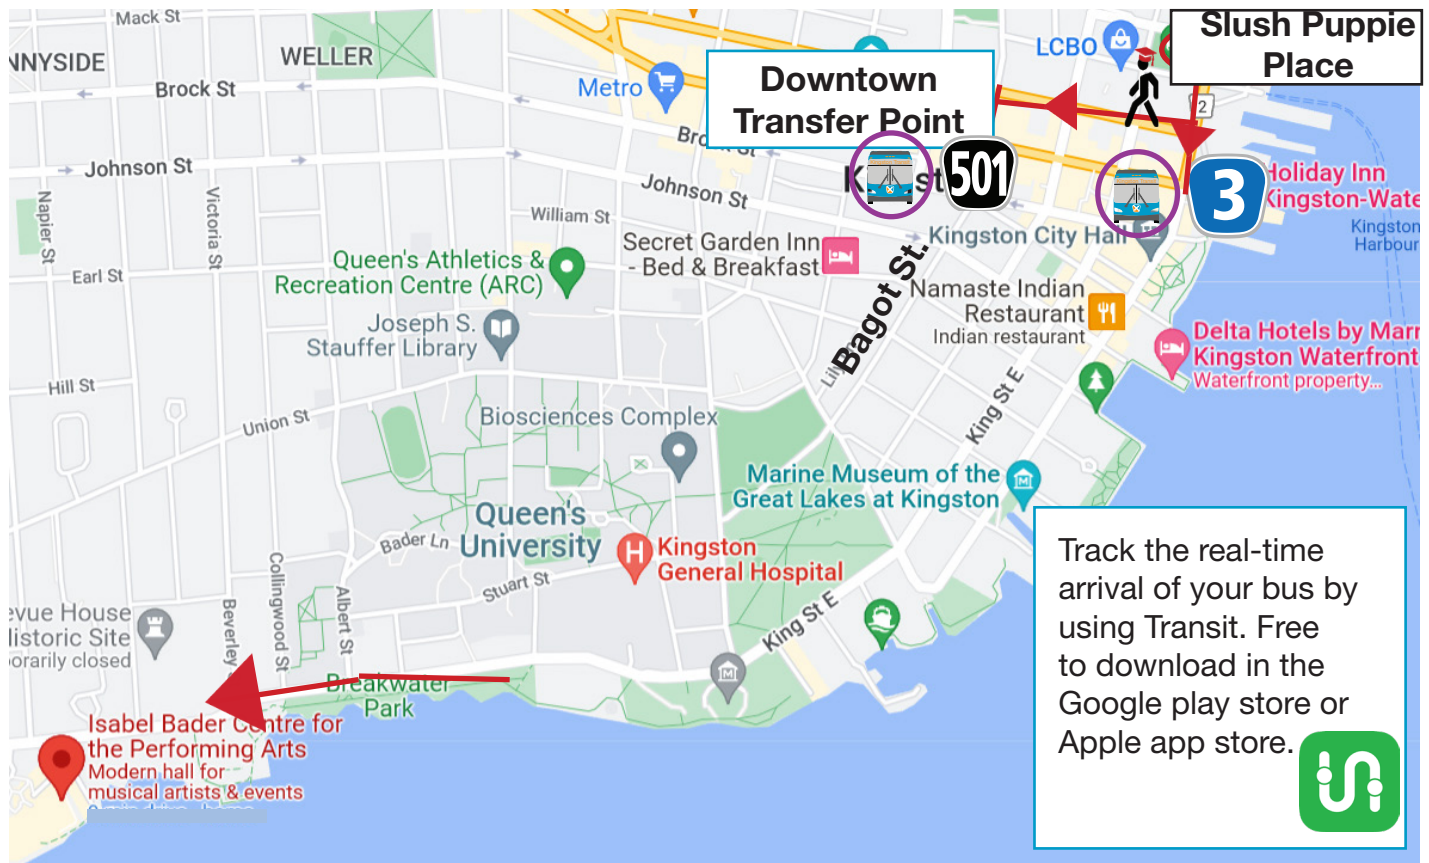 Mack St
NNYSIDE
WELLER
Brock St
Metro
LCBO
Slush Puppie
Place
Downtown
Transfer Point
2
501
3
Johnson St
Johnson St
William St
Napier St
Victoria St
Earl St
Queen's Athletics &
Recreation Centre (ARC)
Joseph S.
Stauffer Library
Secret Garden Inn
- Bed & Breakfast
Kingston City Hall
Holiday Inn
Kingston-Wate
Kingston
Harbour
Namaste Indian
Restaurant
Indian restaurant
Bagot St.
Delta Hotels by Marr
Kingston Waterfront
Waterfront property...
Hill St
Union St
Biosciences Complex
King St E
Marine Museum of the
Great Lakes at Kingston
Queen's
University
Bader Ln
Stuart St
H
Kingston
General Hospital
Collingwood St
Albert St
Beverley
King St E
evue House
Historic Site
porarily closed
Breakwater
Park
Isabel Bader Centre for
the Performing Arts
Modern hall for
musical artists & events
Track the real-time
arrival of your bus by
using Transit. Free
to download in the
Google play store or
Apple app store.